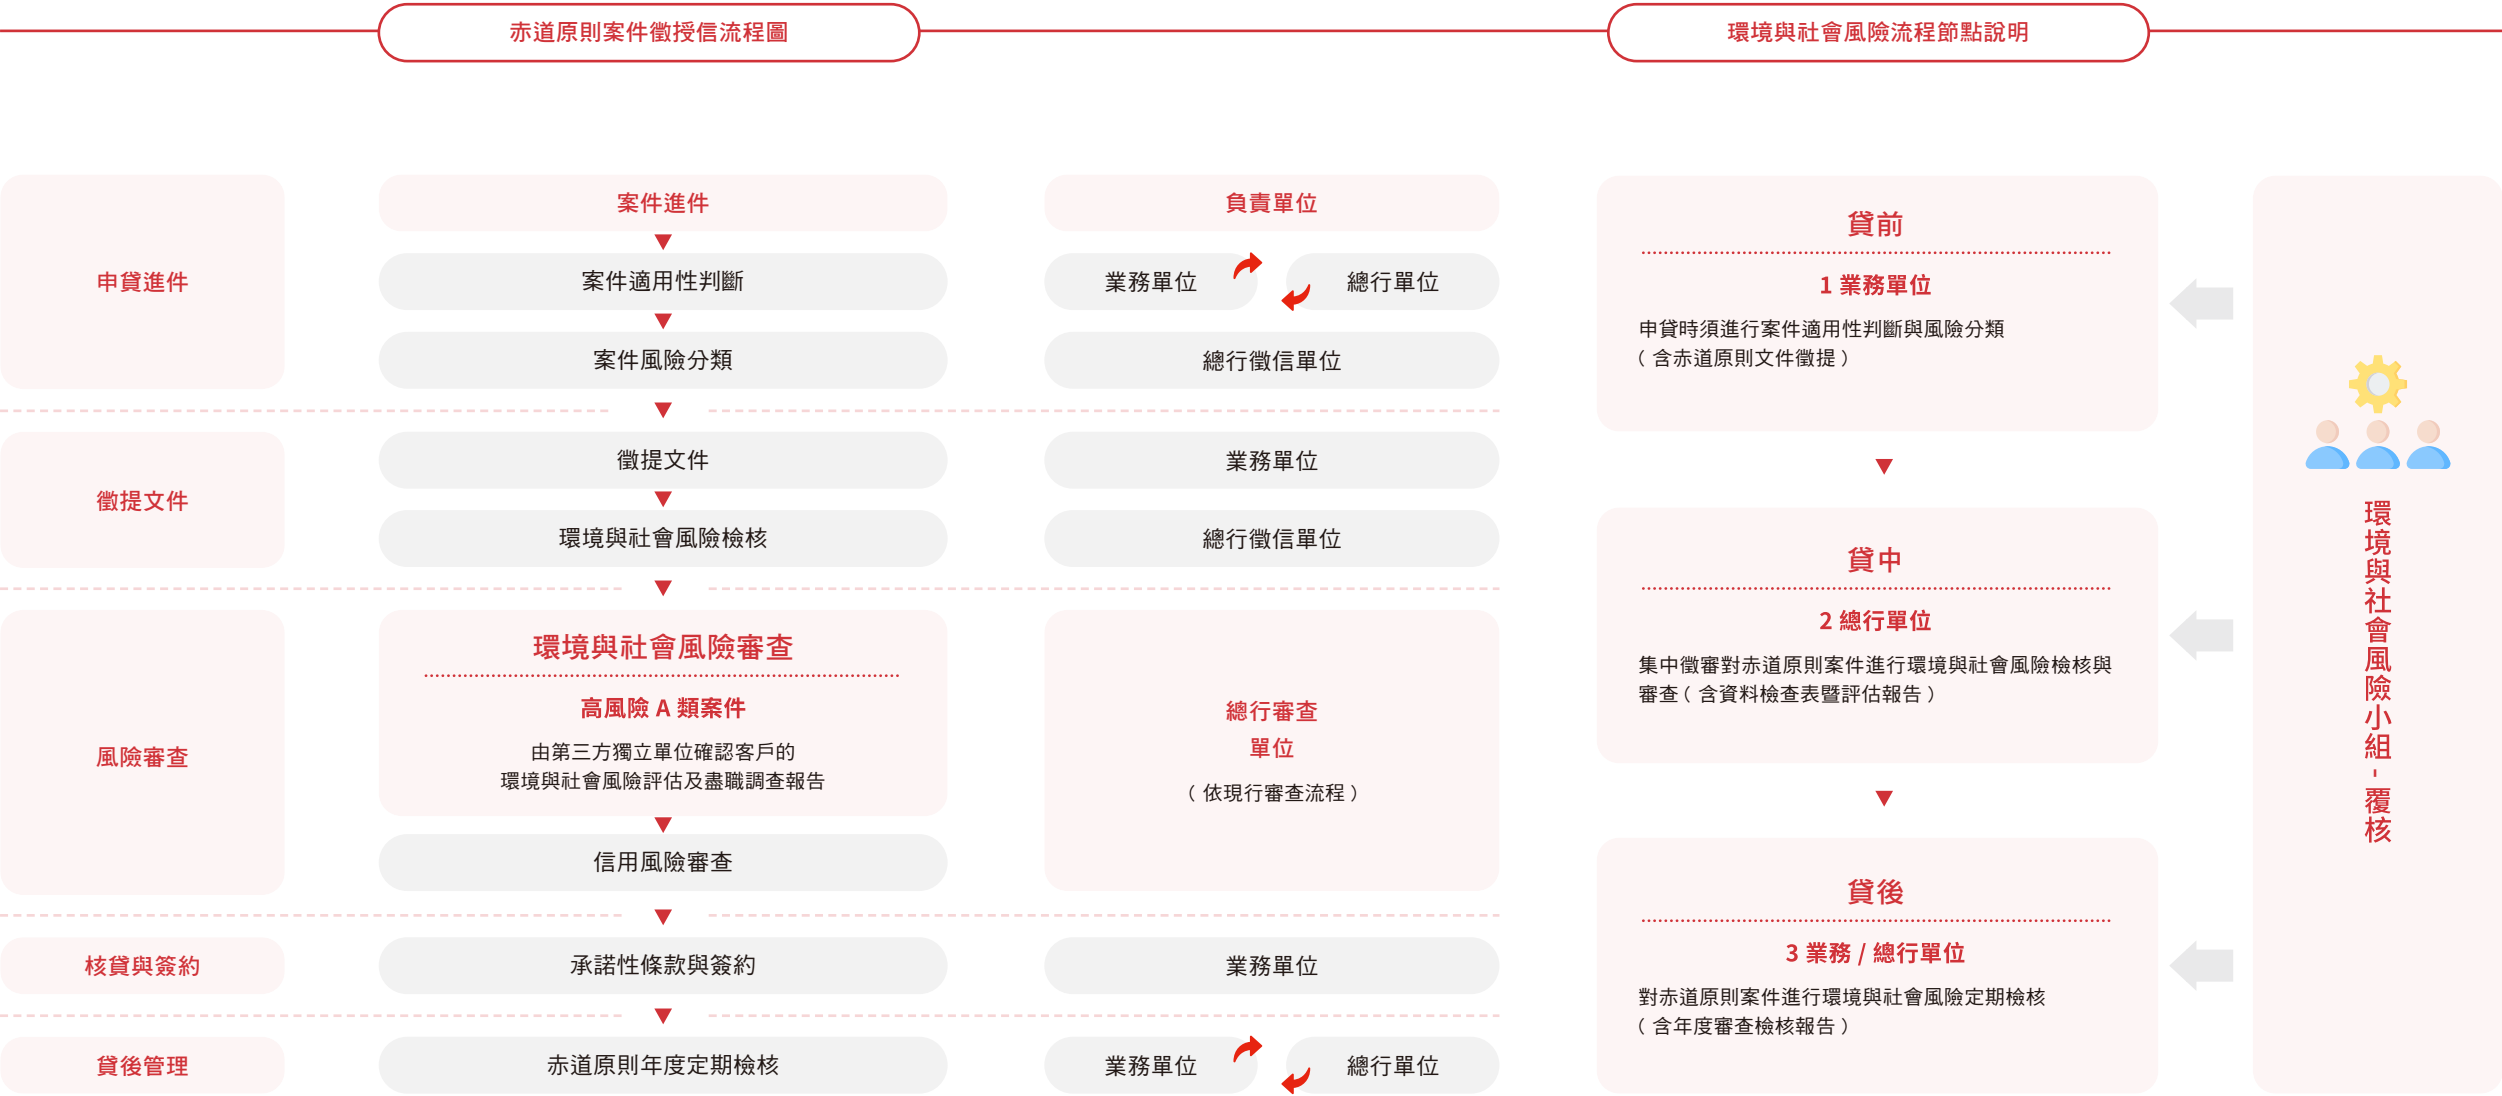 赤道原則案件徵授信流程圖
環境與社會風險流程節點說明
案件進件
負責單位
申貸進件
案件適用性判斷
業務單位
總行單位
案件風險分類
總行徵信單位
徵提文件
徵提文件
業務單位
環境與社會風險檢核
總行徵信單位
風險審查
環境與社會風險審查
高風險 A 類案件
由第三方獨立單位確認客戶的
環境與社會風險評估及盡職調查報告
信用風險審查
總行審查
單位
（依現行審查流程）
核貸與簽約
承諾性條款與簽約
業務單位
貸後管理
赤道原則年度定期檢核
業務單位
總行單位
貸前
1 業務單位
申貸時須進行案件適用性判斷與風險分類
（含赤道原則文件徵提）
貸中
2 總行單位
集中徵審對赤道原則案件進行環境與社會風險檢核與
審查（含資料檢查表暨評估報告）
貸後
3 業務 / 總行單位
對赤道原則案件進行環境與社會風險定期檢核
（含年度審查檢核報告）
環境與社會風險小組-覆核